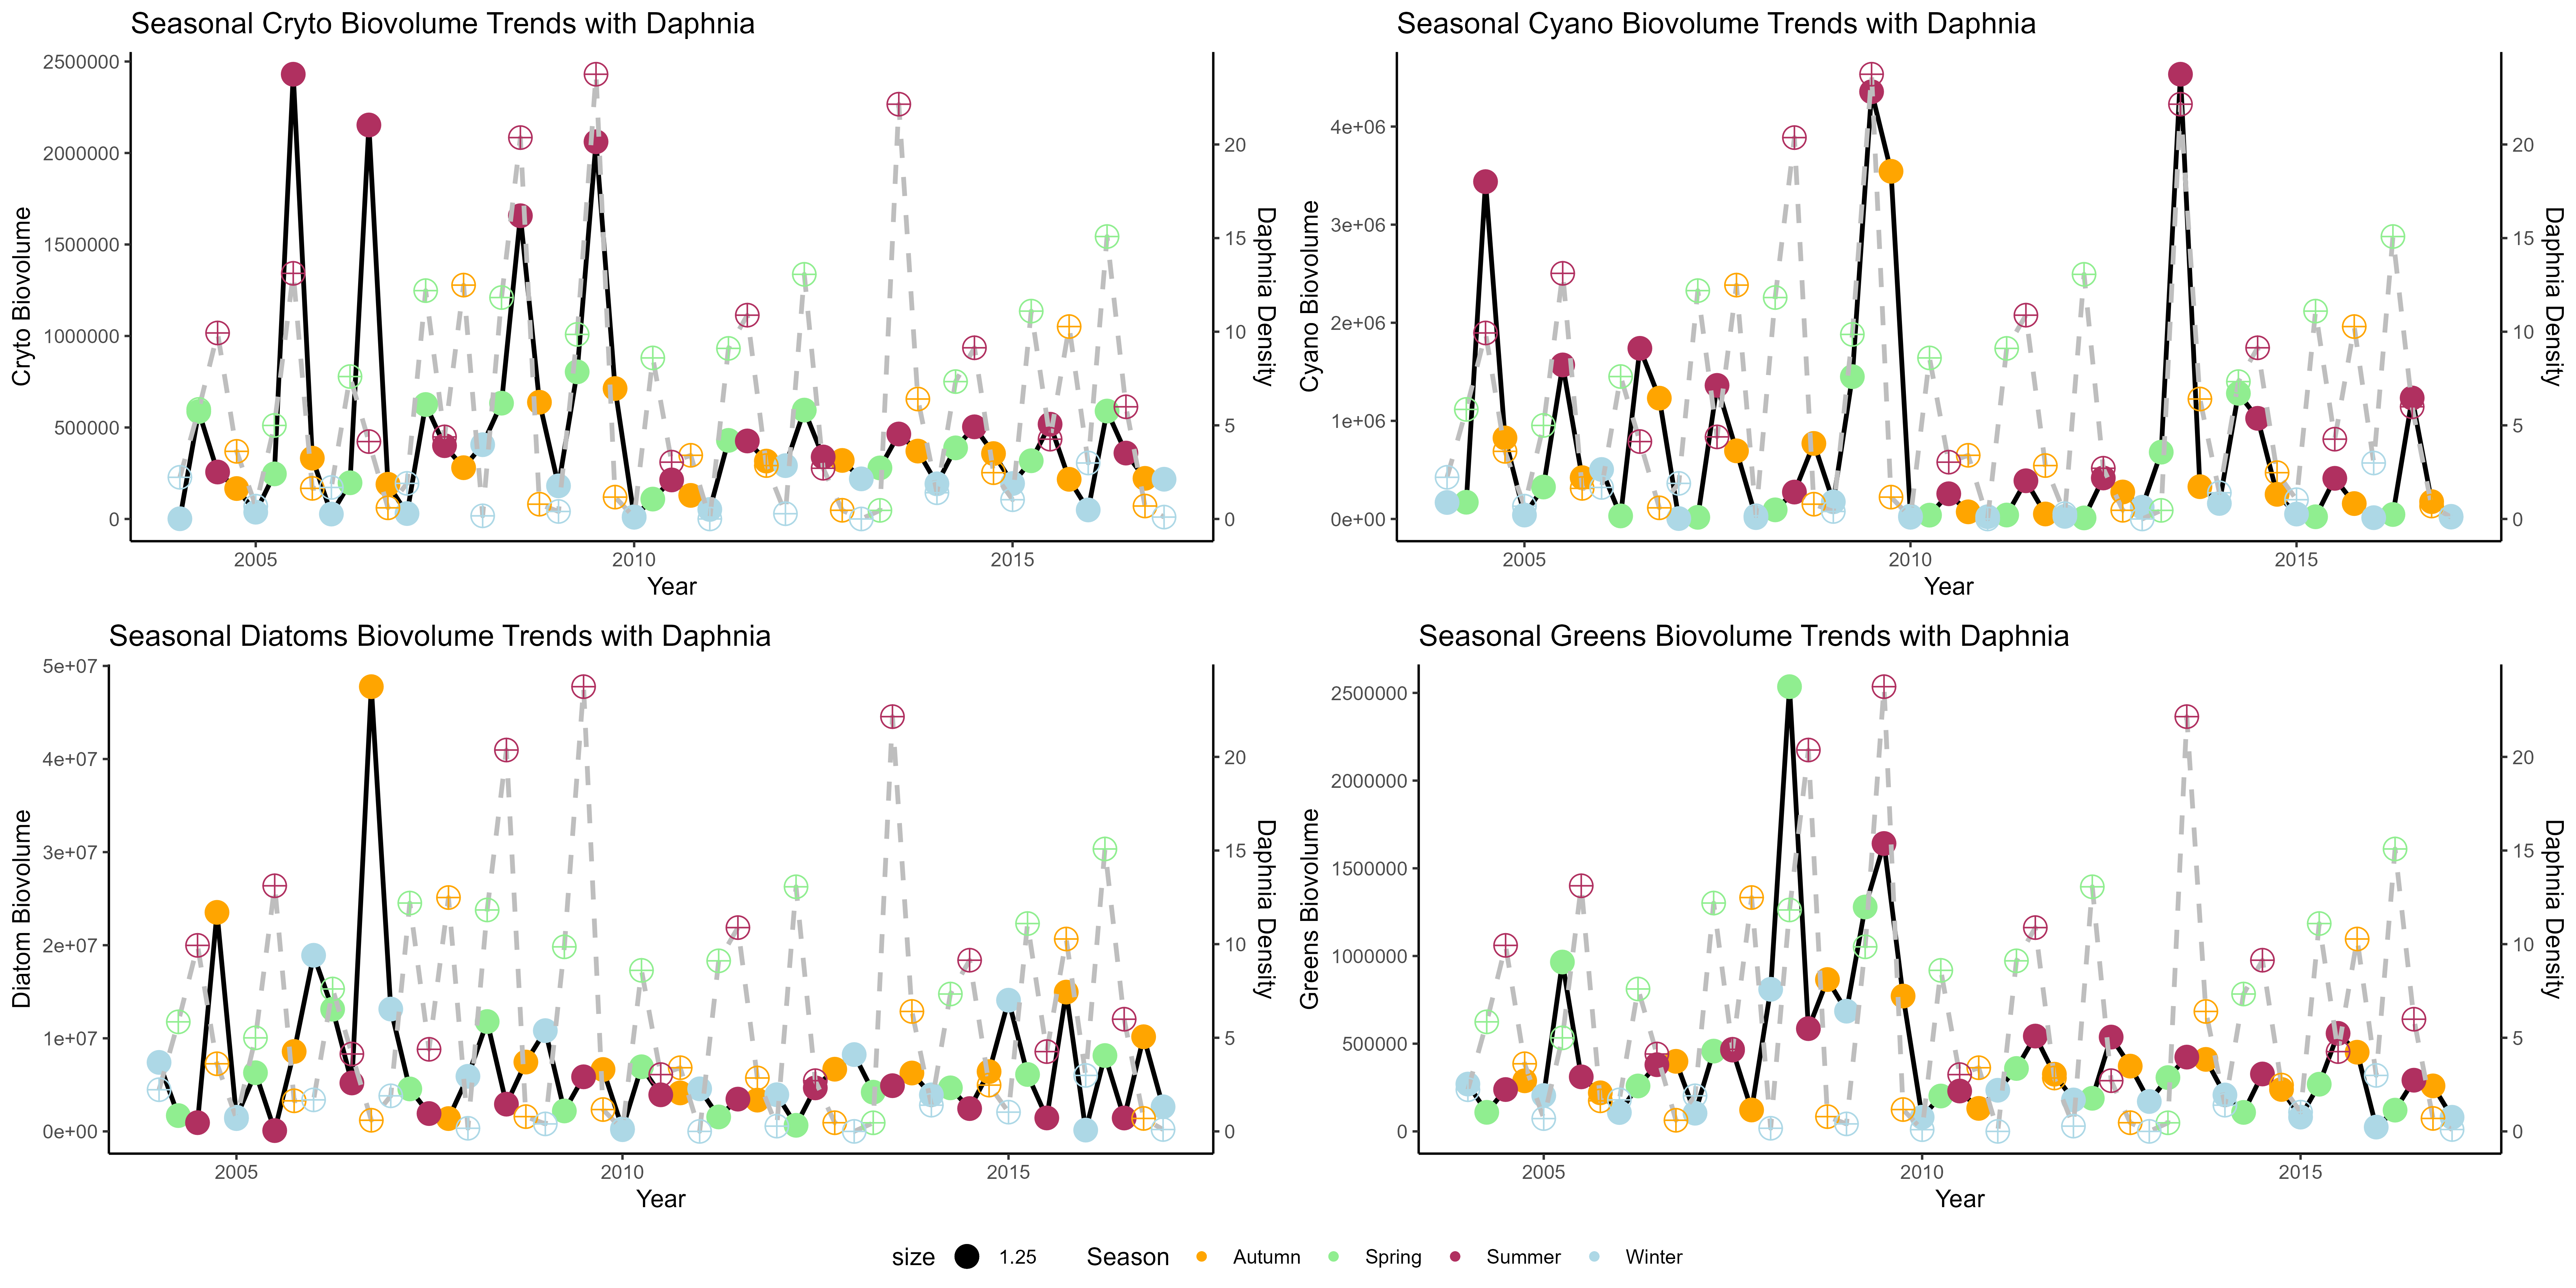 Seasonal Cryto Biovolume Trends with Daphnia
2500000
2000000
1500000
1000000
500000
0
Cryto Biovolume
20
15
10
5
0
Daphnia Density
2005
2010
2015
Year
Seasonal Cyano Biovolume Trends with Daphnia
4e+06
3e+06
2e+06
1e+06
0e+00
Cyano Biovolume
20
15
10
5
0
Daphnia Density
2005
2010
2015
Year
Seasonal Diatoms Biovolume Trends with Daphnia
5e+07
4e+07
3e+07
2e+07
1e+07
0e+00
Diatom Biovolume
20
15
10
5
0
Daphnia Density
2005
2010
2015
Year
Seasonal Greens Biovolume Trends with Daphnia
2500000
2000000
1500000
1000000
500000
0
Greens Biovolume
20
15
10
5
0
Daphnia Density
2005
2010
2015
Year
size
1.25
Season
Autumn
Spring
Summer
Winter